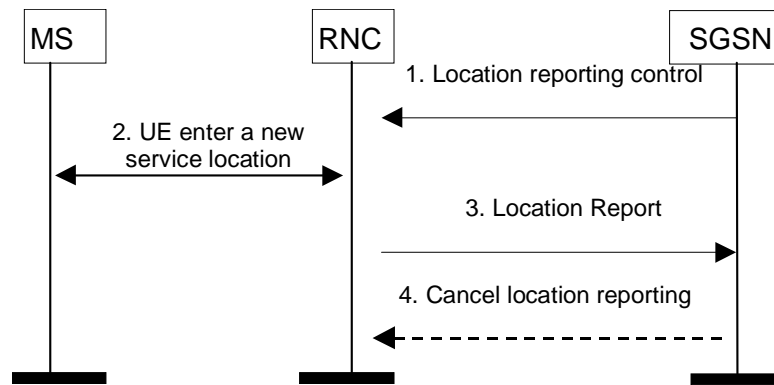 MS
RNC
SGSN
1. Location reporting control
2. UE enter a new
service location
3. Location Report
4. Cancel location reporting